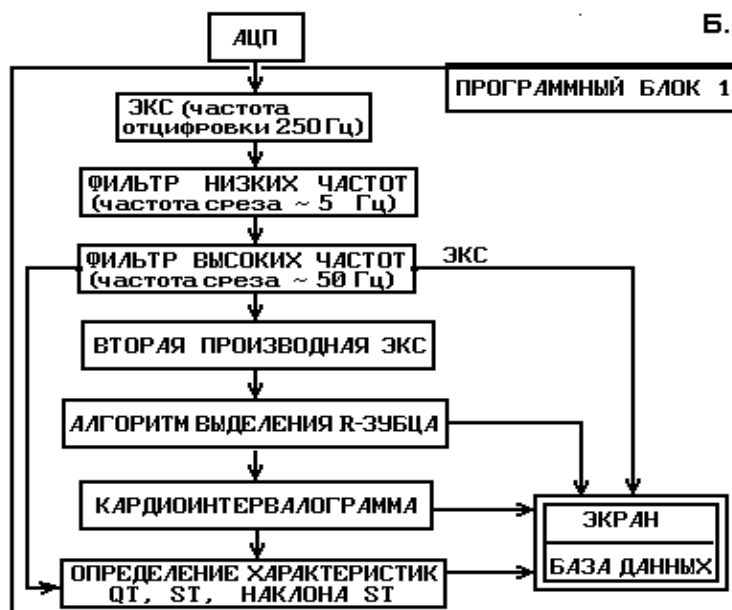 Б.
АЦП
ПРОГРАММНЫЙ БЛОК 1
ЭКС (частота
отцифровки 250 Гц)
ФИЛЬТР НИЗКИХ ЧАСТОТ
(частота среза ~ 5 Гц)
ФИЛЬТР ВЫСОКИХ ЧАСТОТ
(частота среза ~ 50 Гц)
ЭКС
ВТОРАЯ ПРОИЗВОДНАЯ ЭКС
АЛГОРИТМ ВЫДЕЛЕНИЯ R-ЗУБЦА
КАРДИОИНТЕРВАЛОГРАММА
ЭКРАН
БАЗА ДАННЫХ
ОПРЕДЕЛЕНИЕ ХАРАКТЕРИСТИК
QT, ST, НАКЛОНА ST